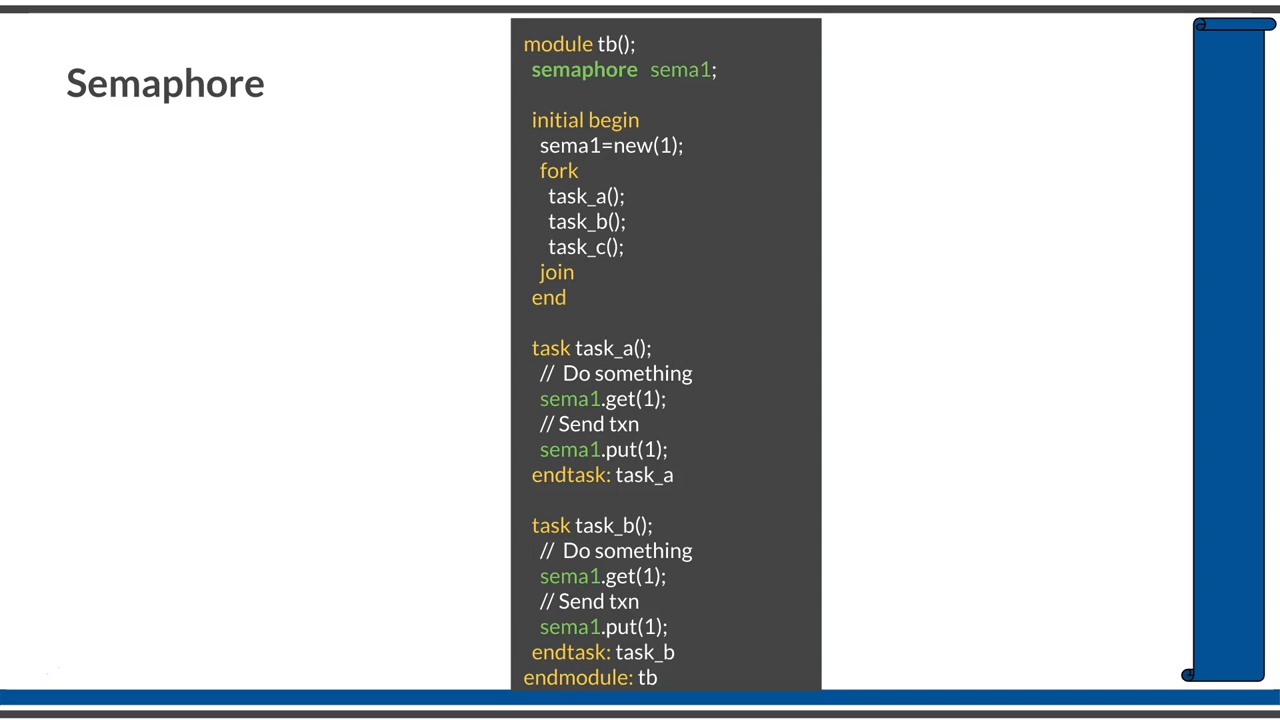 Semaphore
module tb();
semaphore sema1;
initial begin
sema1=new(1);
fork
task_a();
task_b();
task_c();
join
end
task task_a();
// Do something
sema1.get(1);
// Send txn
sema1.put(1);
endtask: task_a
task task_b();
// Do something
sema1.get(1);
// Send txn
sema1.put(1);
endtask: task_b
endmodule: tb